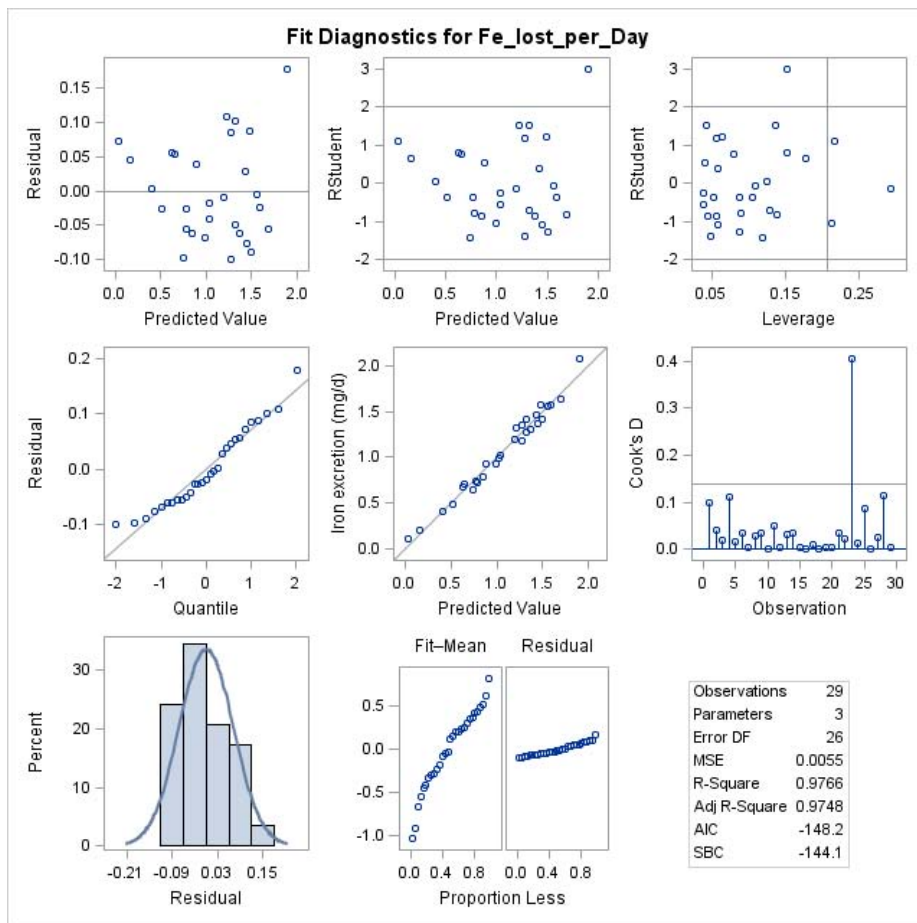 Fit Diagnostics for Fe_lost_per_Day
Residual
0.15
0.10
0.05
0.00
-0.05
-0.10
0.0 0.5 1.0 1.5 2.0
Predicted Value
RStudent
3
2
1
0
-1
-2
0.0 0.5 1.0 1.5 2.0
Predicted Value
RStudent
3
2
1
0
-1
-2
0.05 0.15 0.25
Leverage
Residual
0.2
0.1
0.0
-0.1
-2 -1 0 1 2
Quantile
Iron excretion (mg/d)
2.0
1.5
1.0
0.5
0.0
0.0 0.5 1.0 1.5 2.0
Predicted Value
Cook's D
0.4
0.3
0.2
0.1
0.0
0 5 10 15 20 25 30
Observation
Percent
30
20
10
0
-0.21 -0.09 0.03 0.15
Residual
Fit–Mean Residual
0.5
0.0
-0.5
-1.0
0.0 0.4 0.8 0.0 0.4 0.8
Proportion Less
Observations 29
Parameters 3
Error DF 26
MSE 0.0055
R-Square 0.9766
Adj R-Square 0.9748
AIC -148.2
SBC -144.1